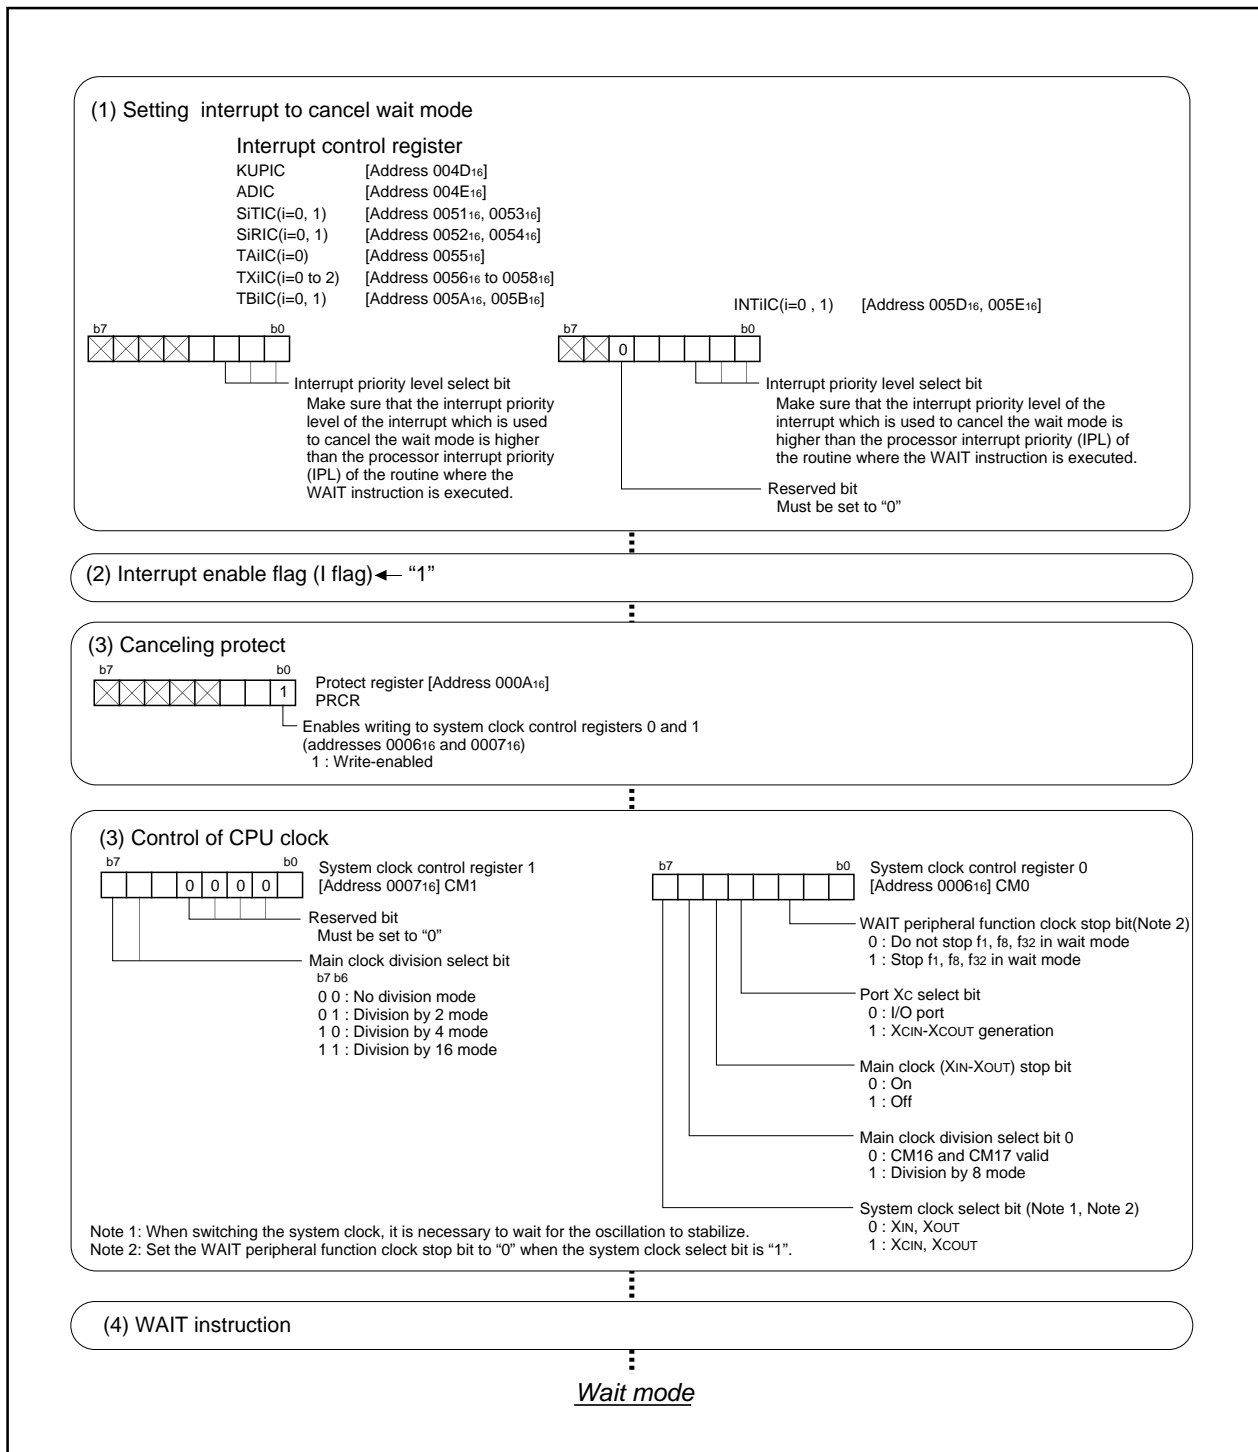 (1) Setting interrupt to cancel wait mode
Interrupt control register
KUPIC [Address 004D16]
ADIC [Address 004E16]
SiTIC(i=0, 1) [Address 005116, 005316]
SiRIC(i=0, 1) [Address 005216, 005416]
TAiIC(i=0) [Address 005516]
TXiIC(i=0 to 2) [Address 005616 to 005816]
TBiIC(i=0, 1) [Address 005A16, 005B16]
b7 b0
Interrupt priority level select bit
Make sure that the interrupt priority
level of the interrupt which is used
to cancel the wait mode is higher
than the processor interrupt priority
(IPL) of the routine where the
WAIT instruction is executed.
INTiIC(i=0 , 1) [Address 005D16, 005E16]
b7 b0
0
Interrupt priority level select bit
Make sure that the interrupt priority level of the
interrupt which is used to cancel the wait mode is
higher than the processor interrupt priority (IPL) of
the routine where the WAIT instruction is executed.
Reserved bit
Must be set to “0”
(2) Interrupt enable flag (I flag) ← “1”
(3) Canceling protect
b7 b0
1
Protect register [Address 000A16]
PRCR
Enables writing to system clock control registers 0 and 1
(addresses 000616 and 000716)
1 : Write-enabled
(3) Control of CPU clock
b7 b0
0 0 0 0
System clock control register 1
[Address 000716] CM1
Reserved bit
Must be set to “0”
Main clock division select bit
b7 b6
0 0 : No division mode
0 1 : Division by 2 mode
1 0 : Division by 4 mode
1 1 : Division by 16 mode
b7 b0
System clock control register 0
[Address 000616] CM0
WAIT peripheral function clock stop bit(Note 2)
0 : Do not stop f1, f8, f32 in wait mode
1 : Stop f1, f8, f32 in wait mode
Port XC select bit
0 : I/O port
1 : XCIN-XCOUT generation
Main clock (XIN-XOUT) stop bit
0 : On
1 : Off
Main clock division select bit 0
0 : CM16 and CM17 valid
1 : Division by 8 mode
System clock select bit (Note 1, Note 2)
0 : XIN, XOUT
1 : XCIN, XCOUT
Note 1: When switching the system clock, it is necessary to wait for the oscillation to stabilize.
Note 2: Set the WAIT peripheral function clock stop bit to “0” when the system clock select bit is “1”.
(4) WAIT instruction
Wait mode